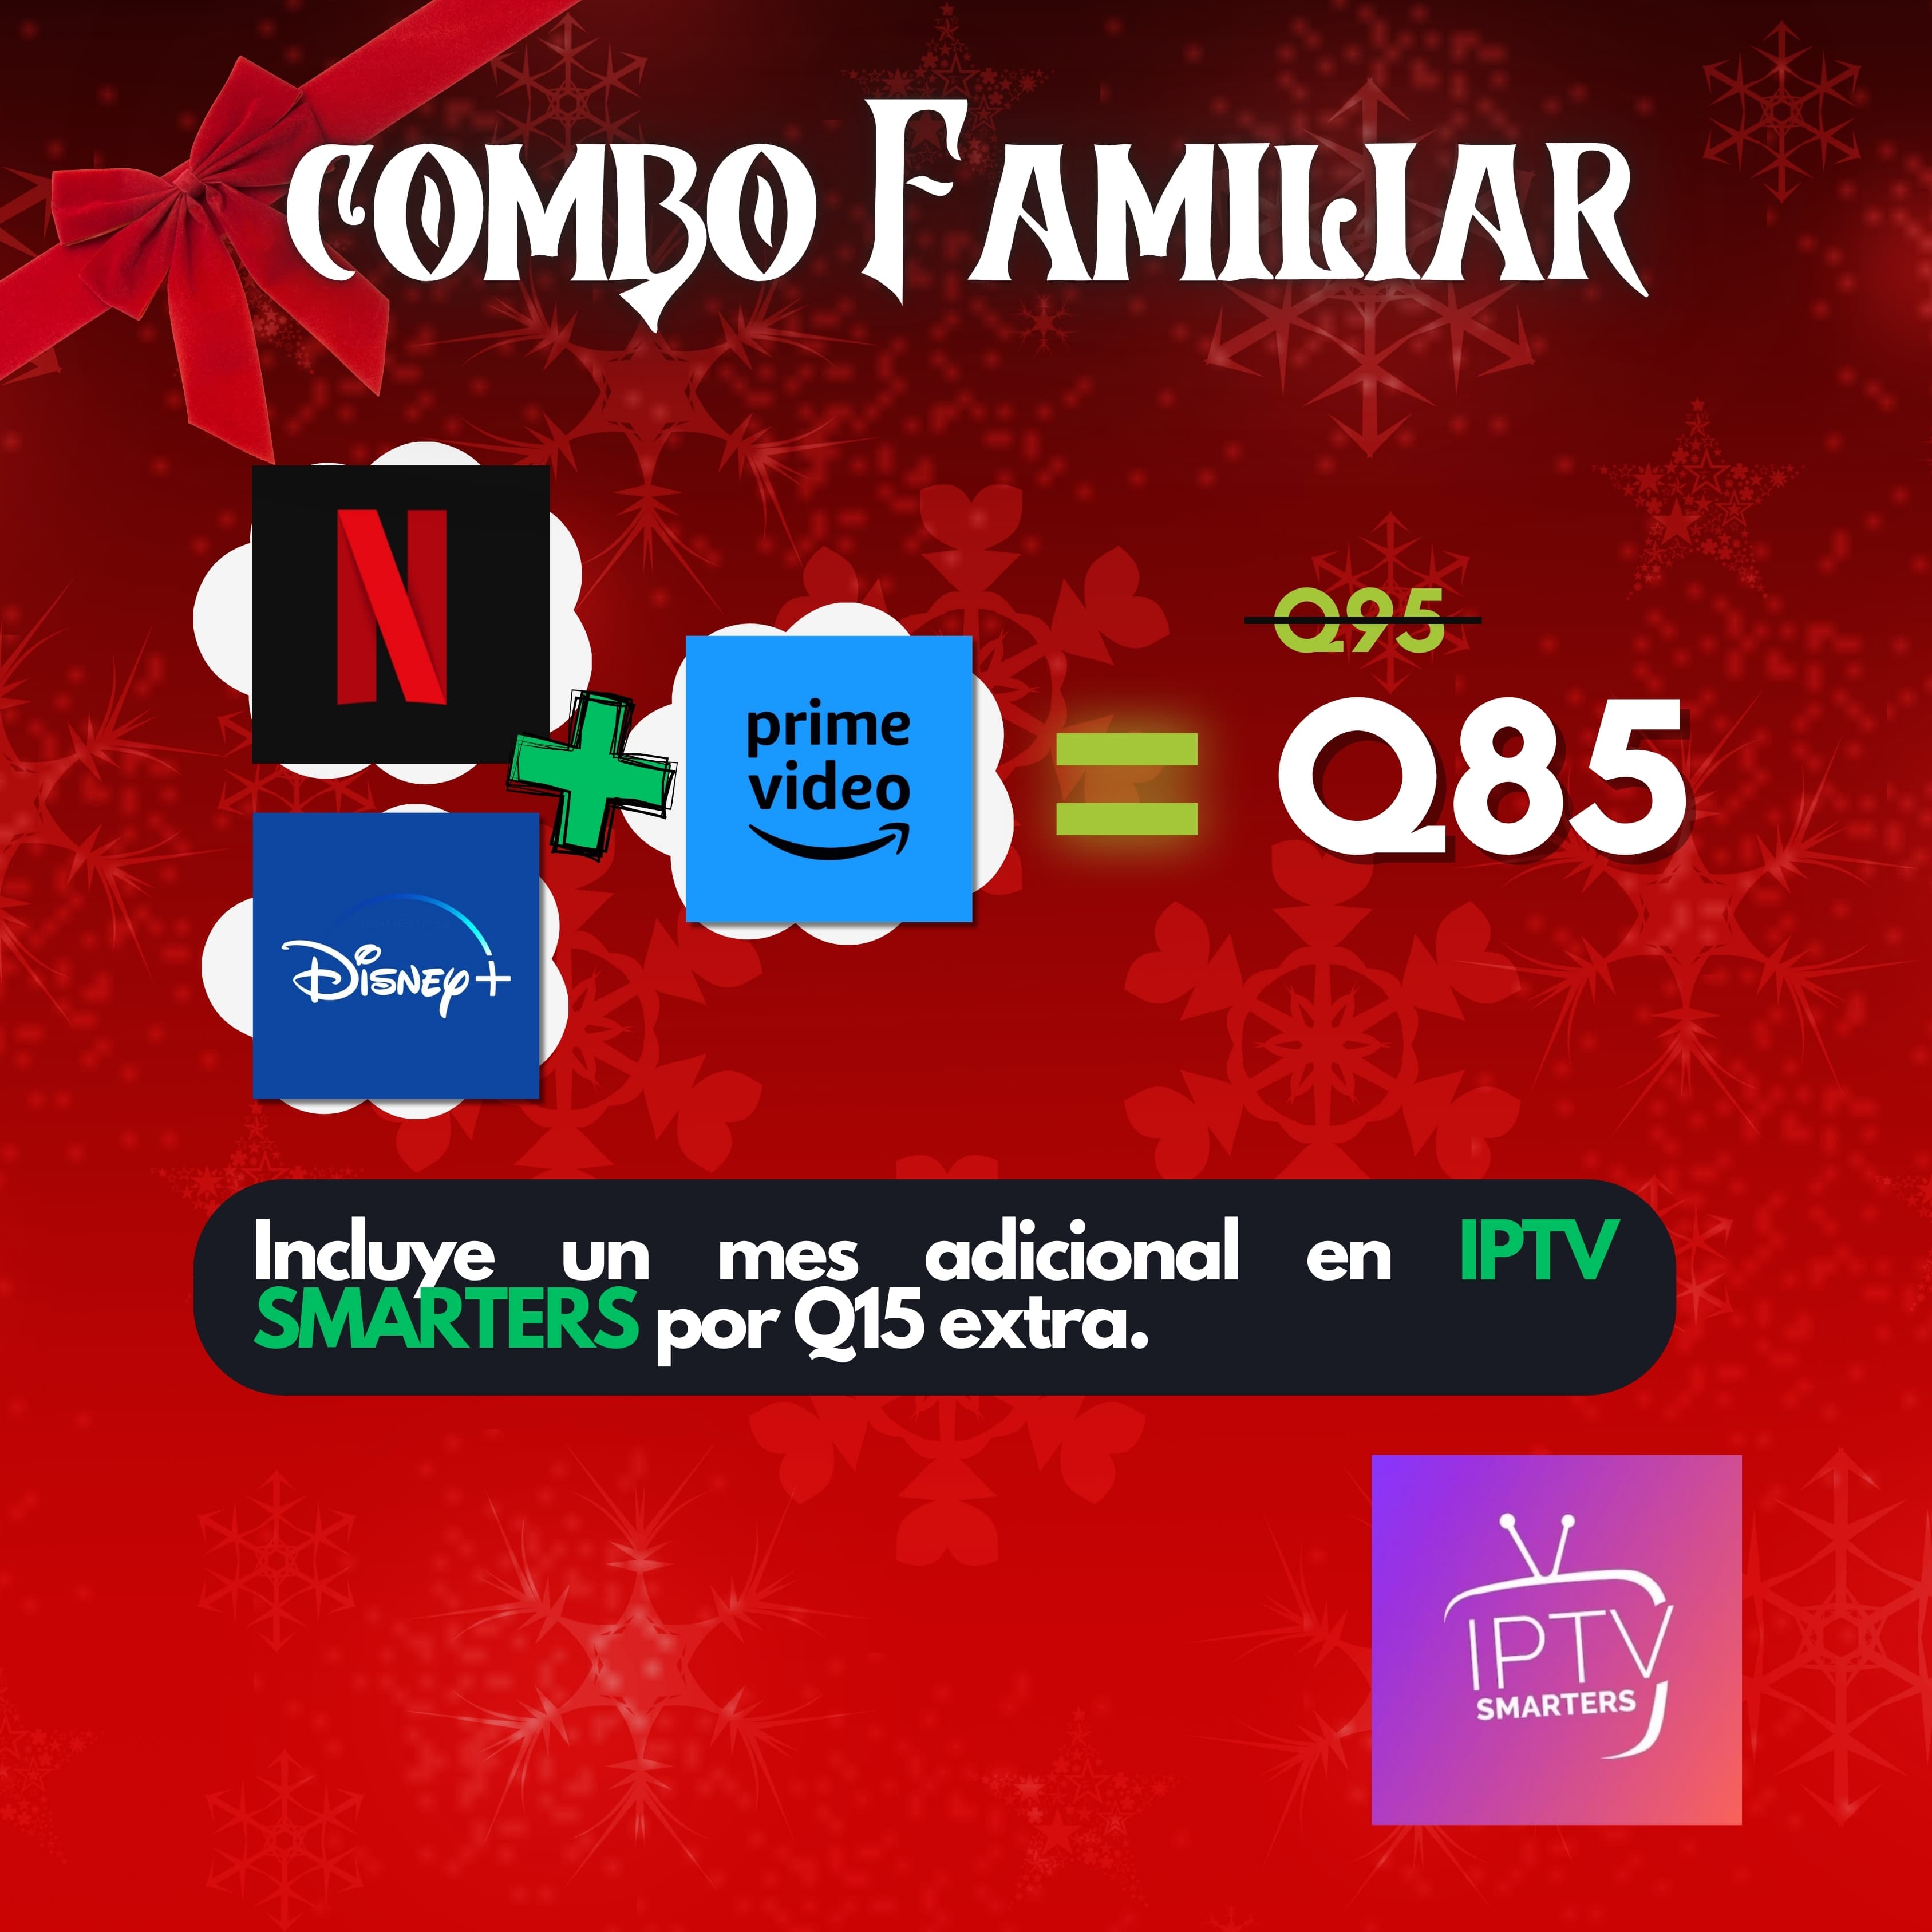 COMBO FAMILIAR
N
prime
video
Disney+
=
Q95
Q85
Incluye un mes adicional en IPTV
SMARTERS por Q15 extra.
IPTV
SMARTERS